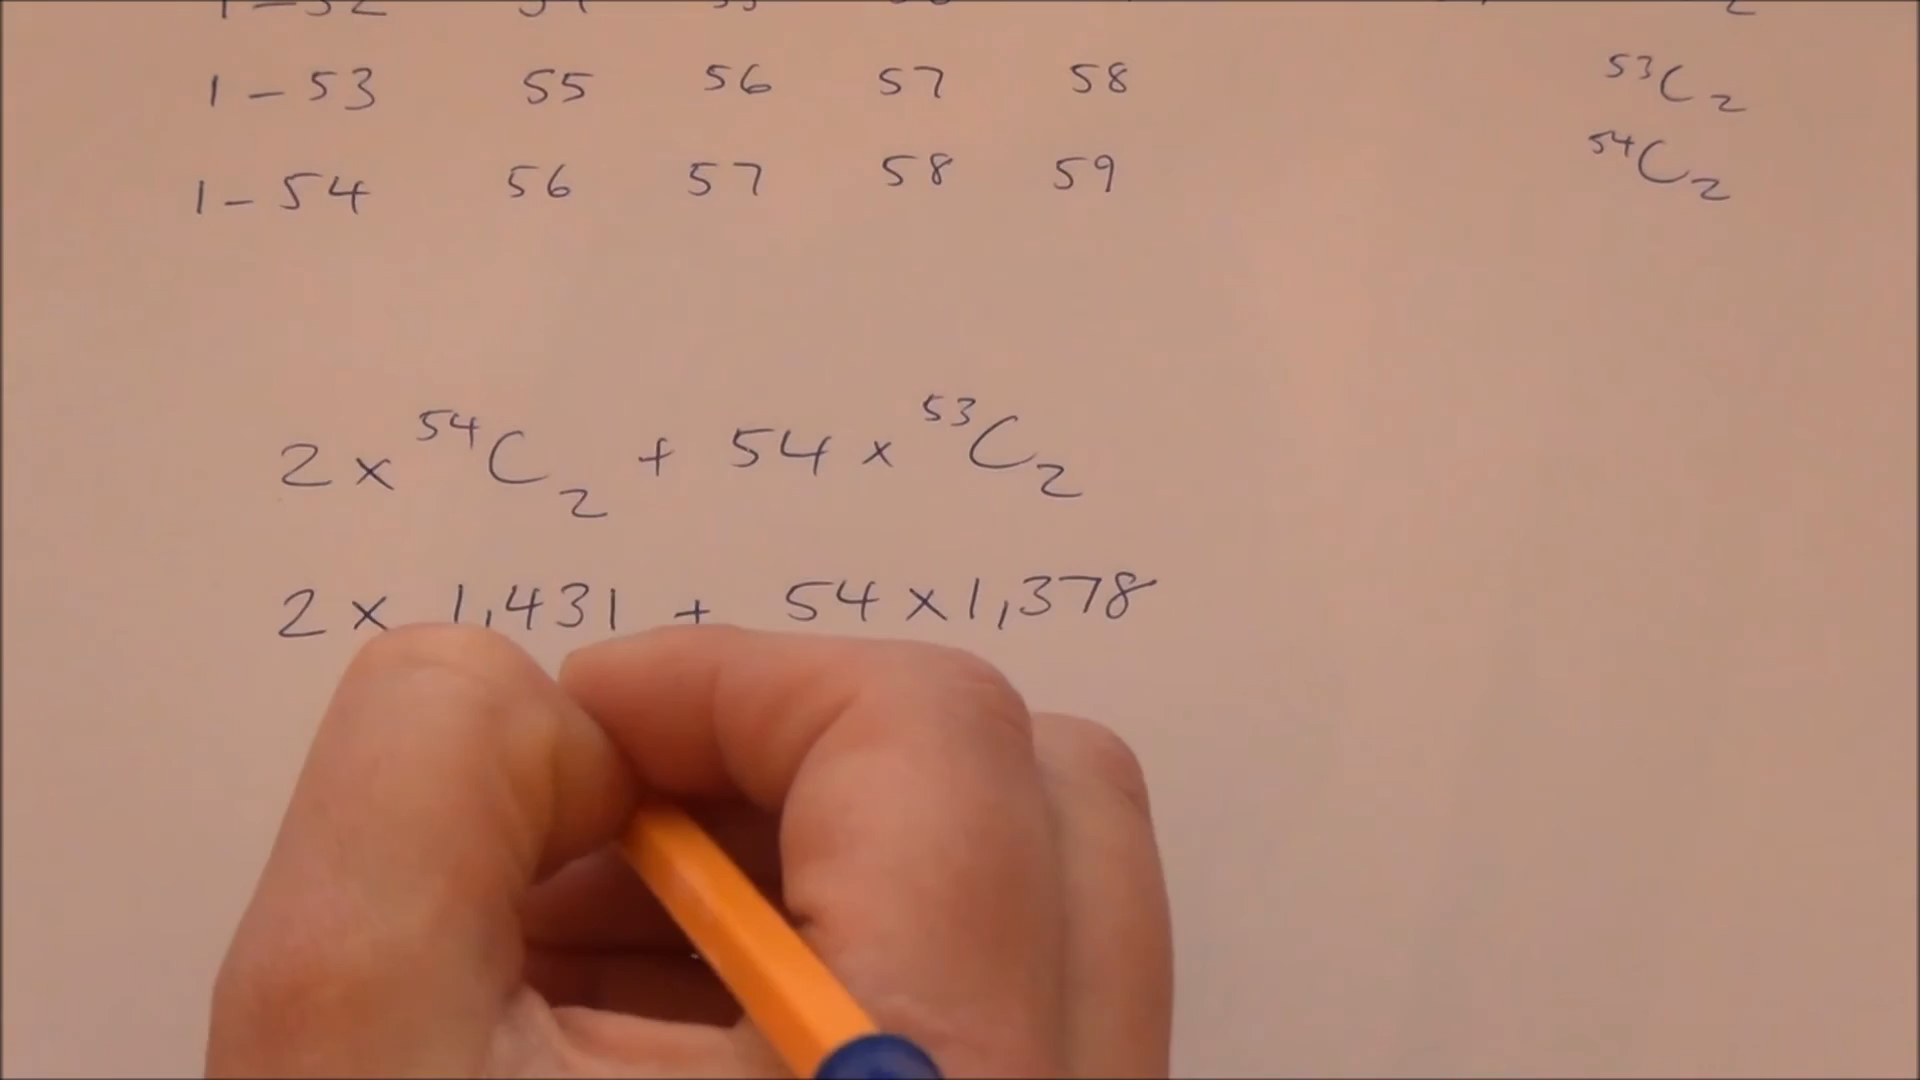 1 – 53 55 56 57 58 ⁵³C₂
1 – 54 56 57 58 59 ⁵⁴C₂
2 x ⁵⁴C₂ + 54 x ⁵³C₂
2 x 1,431 + 54 x 1,378